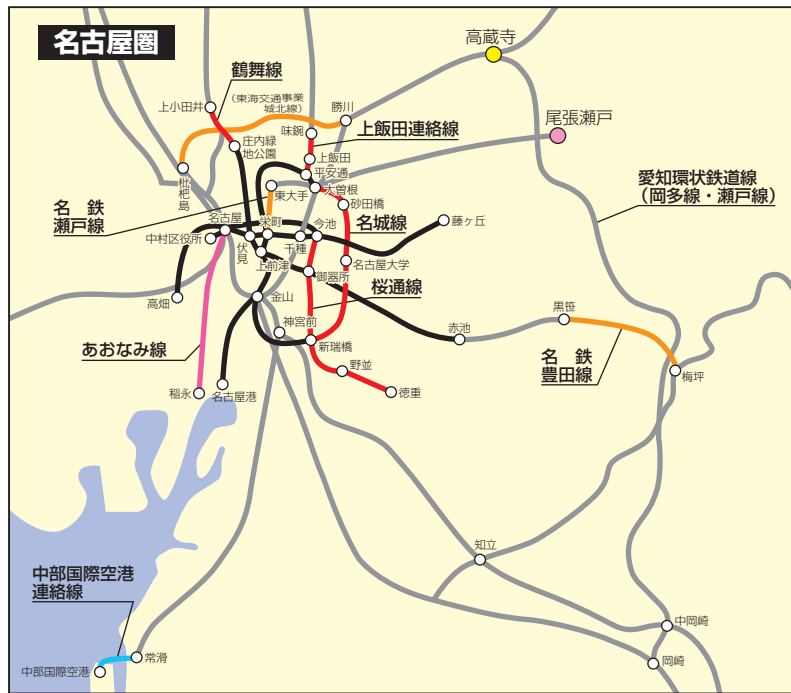 名古屋圏
高蔵寺
鶴舞線
尾張瀬戸
上小田井
(東海交通事業
城北線)
勝川
味鋺
上飯田連絡線
庄内緑
地公園
上飯田
平安通
枇杷島
東大手
大曽根
愛知環状鉄道線
(岡多線・瀬戸線)
名 鉄
瀬戸線
砂田橋
名古屋
栄町
今池
名城線
藤ヶ丘
中村区役所
伏見
千種
上前津
名古屋大学
御器所
高畑
金山
桜通線
神宮前
黒笹
赤池
あおなみ線
新瑞橋
名 鉄
豊田線
野並
梅坪
稲永
名古屋港
徳重
知立
中部国際空港
連絡線
中岡崎
常滑
岡崎
中部国際空港